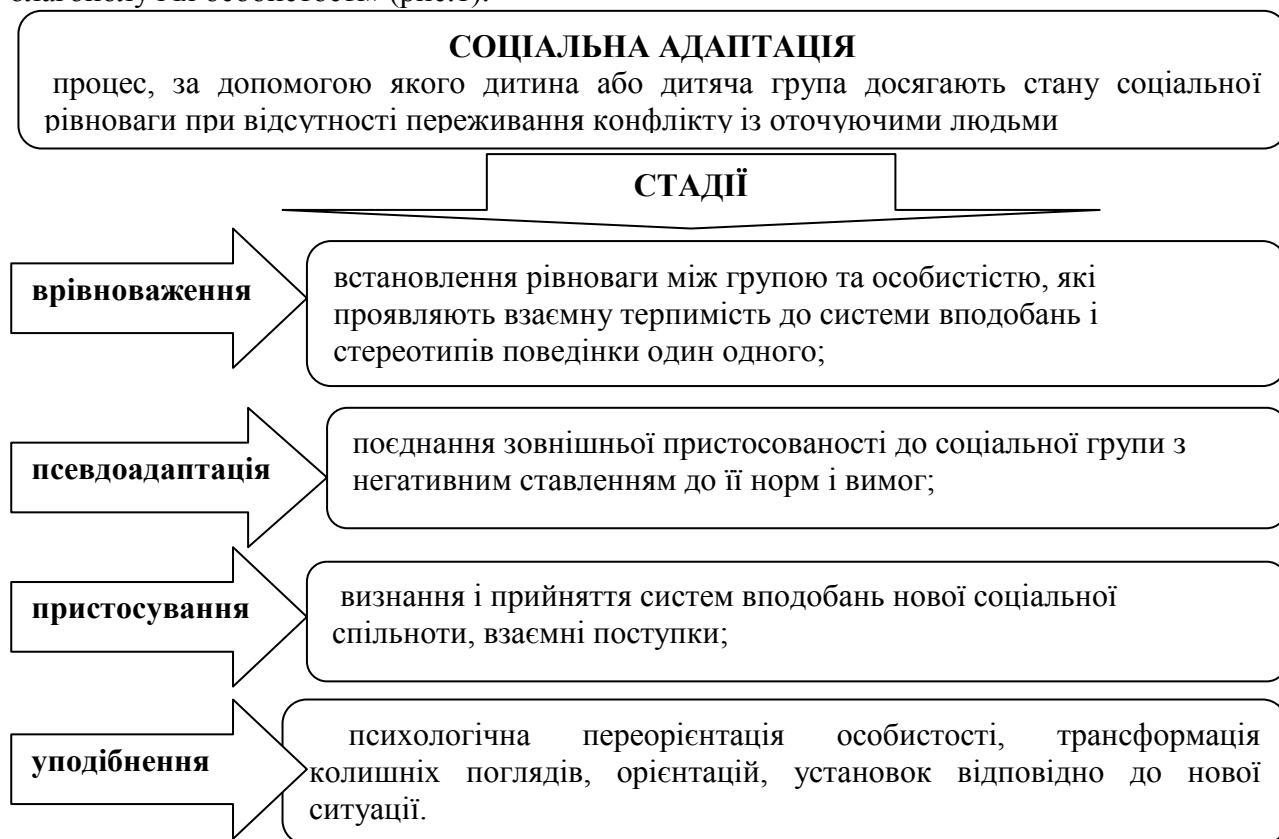 (рис.1).
СОЦІАЛЬНА АДАПТАЦІЯ
процес, за допомогою якого дитина або дитяча група досягають стану соціальної
рівноваги при відсутності переживання конфлікту із оточуючими людьми
СТАДІЇ
врівноваження
встановлення рівноваги між групою та особистістю, які
проявляють взаємну терпимість до системи вподобань і
стереотипів поведінки один одного;
псевдоадаптація
поєднання зовнішньої пристосованості до соціальної групи з
негативним ставленням до її норм і вимог;
пристосування
визнання і прийняття систем вподобань нової соціальної
спільноти, взаємні поступки;
уподібнення
психологічна переорієнтація особистості, трансформація
колишніх поглядів, орієнтацій, установок відповідно до нової
ситуації.